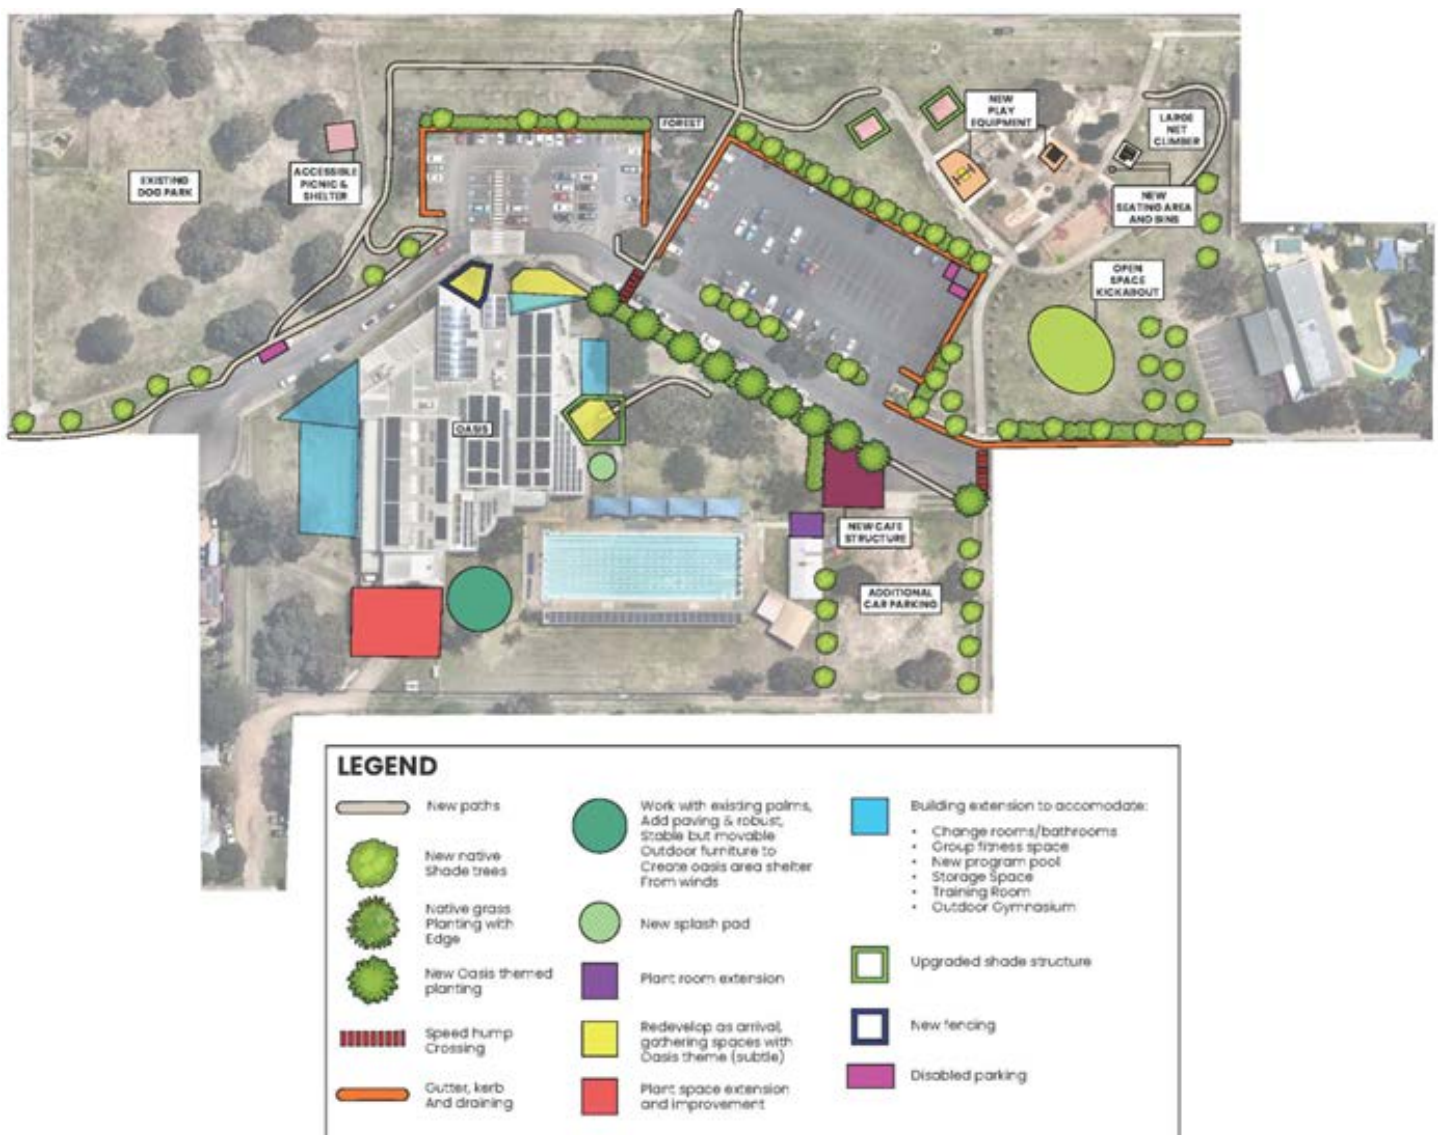 FOREST
NEW
PLAY
EQUIPMENT
LARGE
NET
CLIMBER
EXISTING
DOG PARK
ACCESSIBLE
PICNIC &
SHELTER
NEW
SEATING AREA
AND BINS
OPEN
SPACE
KICKABOUT
OASIS
NEW CAFE
STRUCTURE
ADDITIONAL
CAR PARKING
LEGEND
New paths
New native
Shade trees
Native grass
Planting with
Edge
New Oasis themed
planting
Speed hump
Crossing
Gutter, kerb
And draining
Work with existing palms,
Add paving & robust,
Stable but movable
Outdoor furniture to
Create oasis area shelter
From winds
New splash pad
Plant room extension
Redevelop as arrival,
gathering spaces with
Oasis theme (subtle)
Plant space extension
and improvement
Building extension to accomodate:
• Change rooms/bathrooms
• Group fitness space
• New program pool
• Storage Space
• Training Room
• Outdoor Gymnasium
Upgraded shade structure
New fencing
Disabled parking